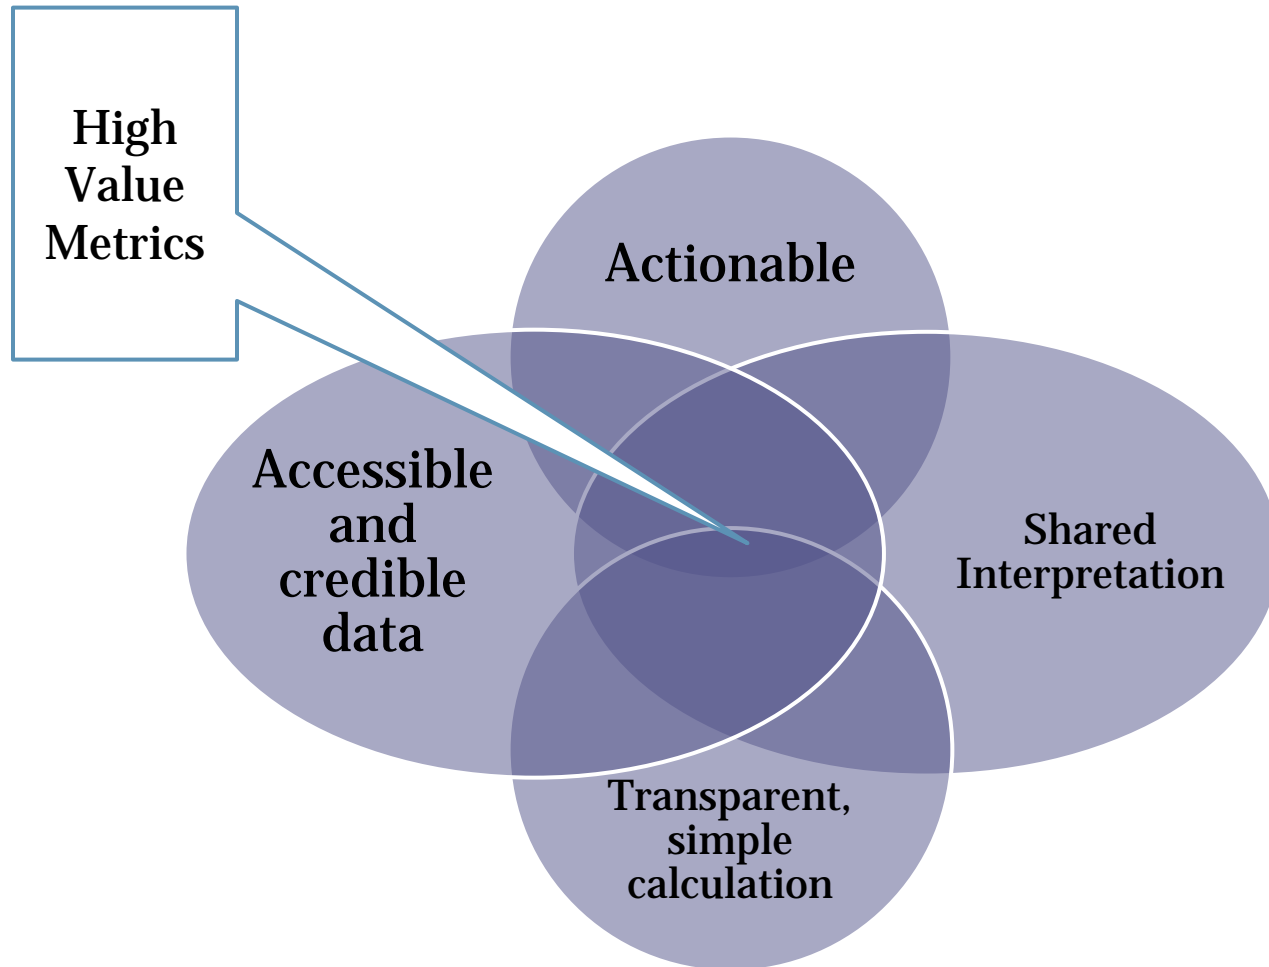 High
Value
Metrics
Actionable
Accessible
and
credible
data
Shared
Interpretation
Transparent,
simple
calculation